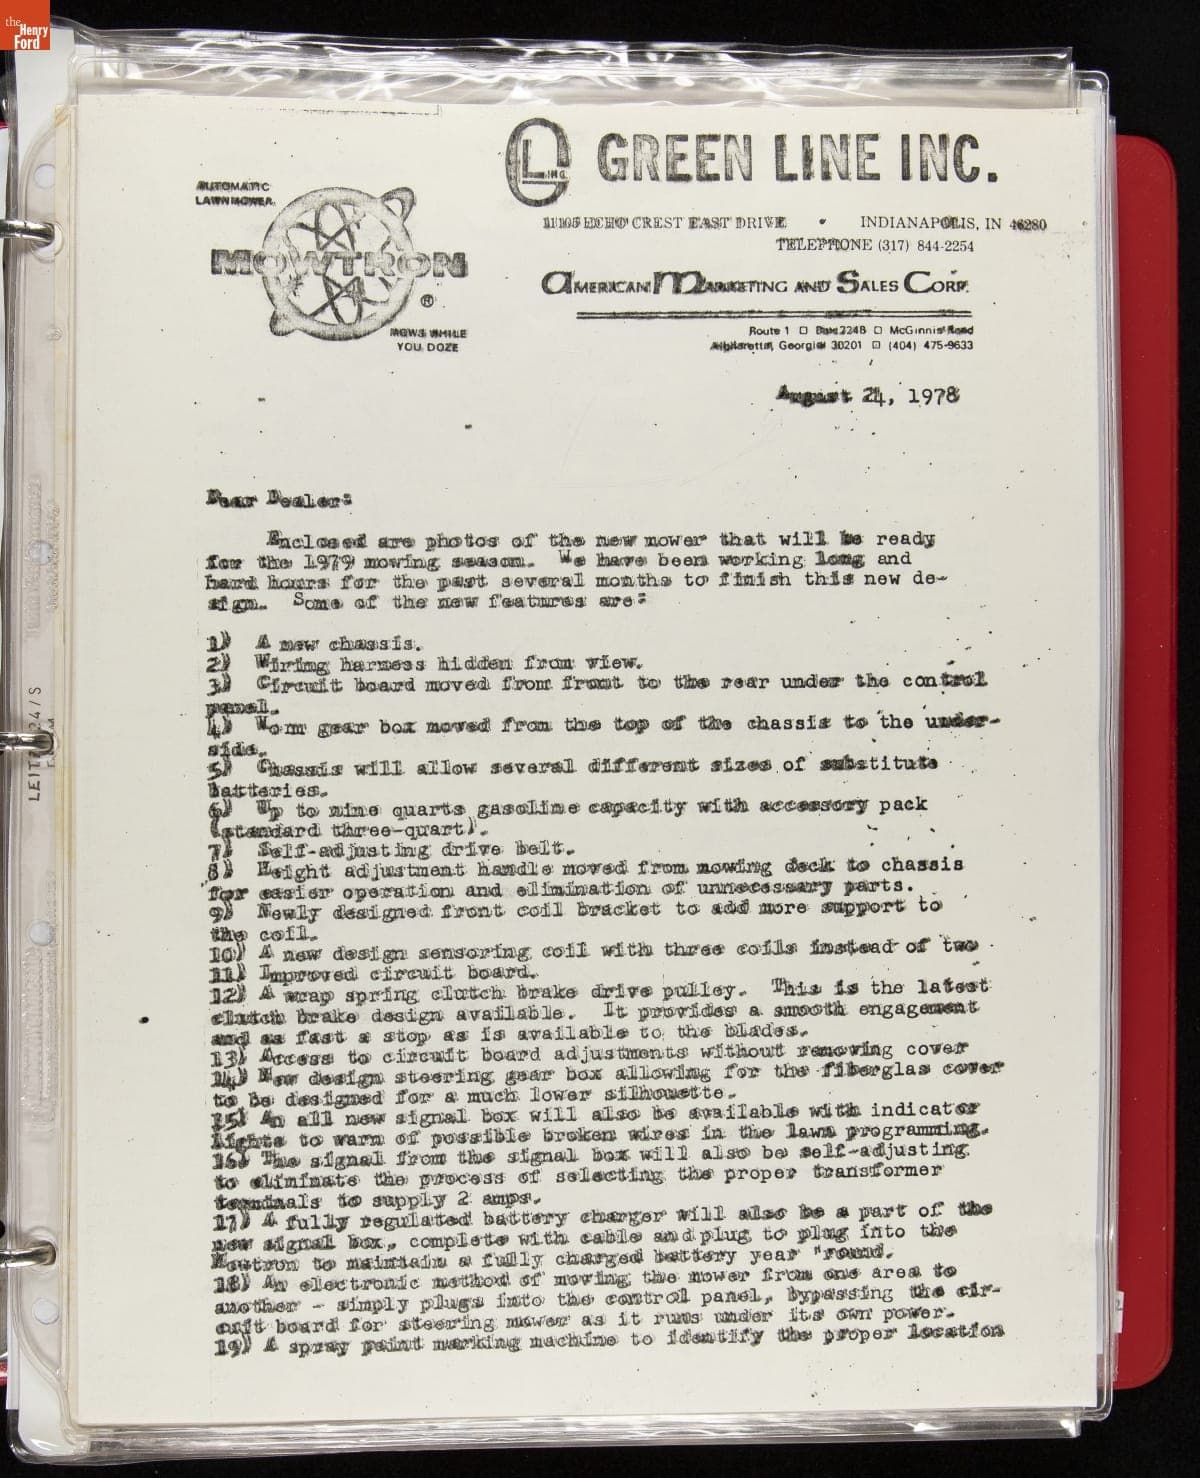 the
Henry
Ford
LG INC.
GREEN LINE INC.
AUTOMATIC
LAWNMOWER
MOWTRON
®
MOWS WHILE
YOU DOZE
11105 ECHO CREST EAST DRIVE • INDIANAPOLIS, IN 46280
TELEPHONE (317) 844-2254
AMERICAN MARKETING AND SALES CORP.
Route 1 □ Box 224B □ McGinnis Road
Alpharetta, Georgia 30201 □ (404) 475-9633
August 24, 1978
Dear Dealer:
Enclosed are photos of the new mower that will be ready
for the 1979 mowing season. We have been working long and
hard hours for the past several months to finish this new de-
sign. Some of the new features are:
1) A new chassis.
2) Wiring harness hidden from view.
3) Circuit board moved from front to the rear under the control
panel.
4) Worm gear box moved from the top of the chassis to the under-
side.
5) Chassis will allow several different sizes of substitute
batteries.
6) Up to nine quarts gasoline capacity with accessory pack
(standard three-quart).
7) Self-adjusting drive belt.
8) Height adjustment handle moved from mowing deck to chassis
for easier operation and elimination of unnecessary parts.
9) Newly designed front coil bracket to add more support to
the coil.
10) A new design sensoring coil with three coils instead of two
11) Improved circuit board.
12) A wrap spring clutch brake drive pulley. This is the latest
clutch brake design available. It provides a smooth engagement
and as fast a stop as is available to the blades.
13) Access to circuit board adjustments without removing cover
14) New design steering gear box allowing for the fiberglas cover
to be designed for a much lower silhouette.
15) An all new signal box will also be available with indicator
lights to warn of possible broken wires in the lawn programming.
16) The signal from the signal box will also be self-adjusting
to eliminate the process of selecting the proper transformer
terminals to supply 2 amps.
17) A fully regulated battery charger will also be a part of the
new signal box, complete with cable and plug to plug into the
Mowtron to maintain a fully charged battery year "round.
18) An electronic method of moving the mower from one area to
another - simply plugs into the control panel, bypassing the cir-
cuit board for steering mower as it runs under its own power.
19) A spray paint marking machine to identify the proper location